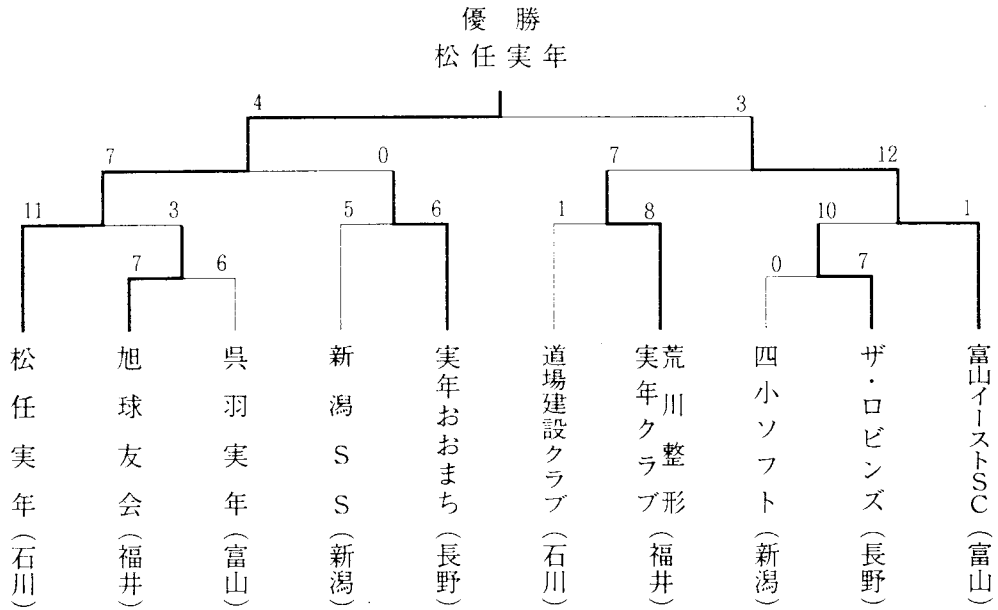 優勝
松任実年
4 3
7 0 7 12
11 3 5 6 1 8 10 1
7 6 0 7
松任実年(石川)
旭球友会(福井)
呉羽実年(富山)
新潟SS(新潟)
実年おおまち(長野)
道場建設クラブ(石川)
荒川整形
実年クラブ(福井)
四小ソフト(新潟)
ザ・ロビンズ(長野)
富山イーストSC(富山)